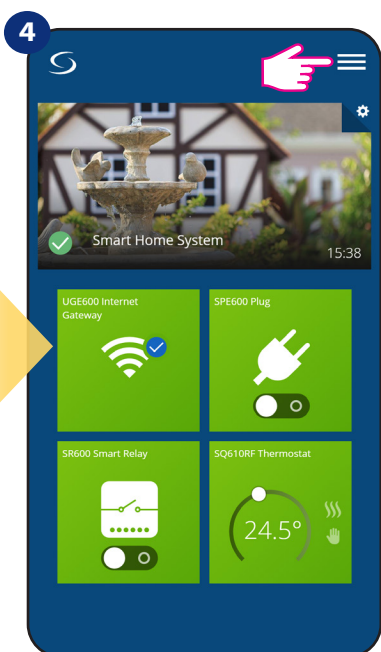 4
Smart Home System
15:38
UGE600 Internet
Gateway
SPE600 Plug
SR600 Smart Relay
SQ610RF Thermostat
24.5°